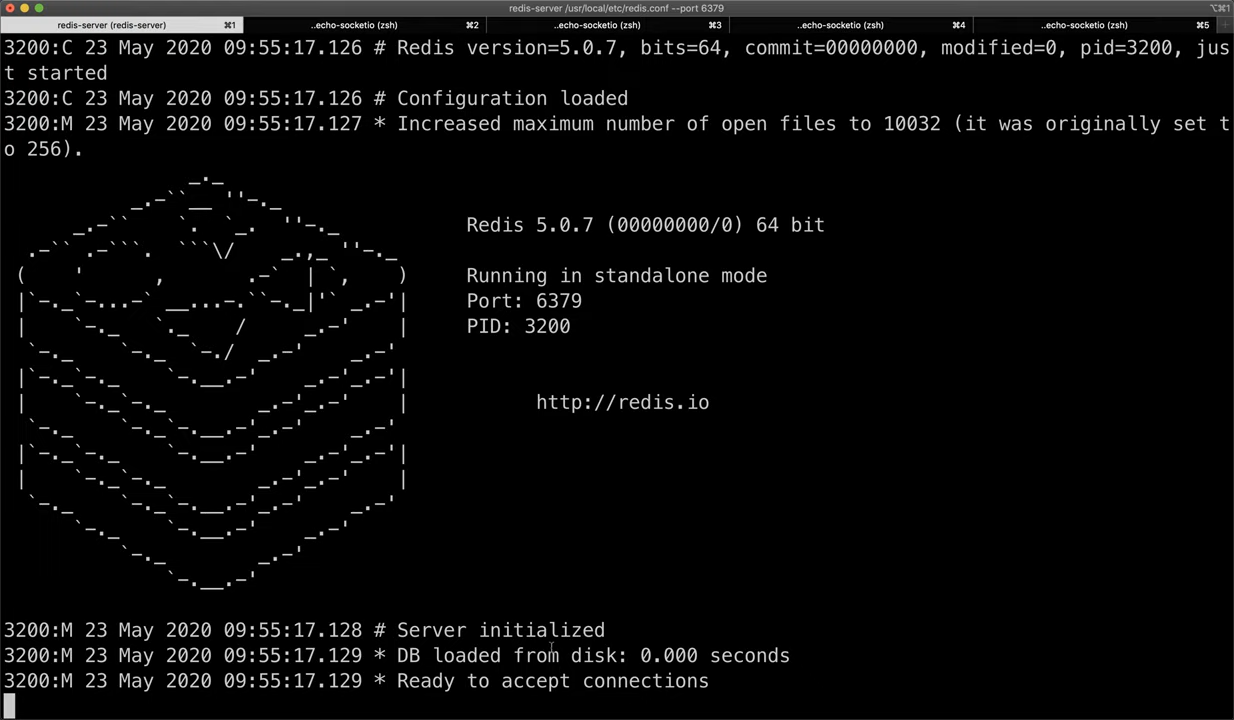 redis-server /usr/local/etc/redis.conf --port 6379
⌥⌘1
redis-server (redis-server) ⌘1 ..echo-socketio (zsh) ⌘2 ..echo-socketio (zsh) ⌘3 ..echo-socketio (zsh) ⌘4 ..echo-socketio (zsh) ⌘5 +
3200:C 23 May 2020 09:55:17.126 # Redis version=5.0.7, bits=64, commit=00000000, modified=0, pid=3200, jus
t started
3200:C 23 May 2020 09:55:17.126 # Configuration loaded
3200:M 23 May 2020 09:55:17.127 * Increased maximum number of open files to 10032 (it was originally set t
o 256).
Redis 5.0.7 (00000000/0) 64 bit
Running in standalone mode
Port: 6379
PID: 3200
http://redis.io
3200:M 23 May 2020 09:55:17.128 # Server initialized
3200:M 23 May 2020 09:55:17.129 * DB loaded from disk: 0.000 seconds
3200:M 23 May 2020 09:55:17.129 * Ready to accept connections